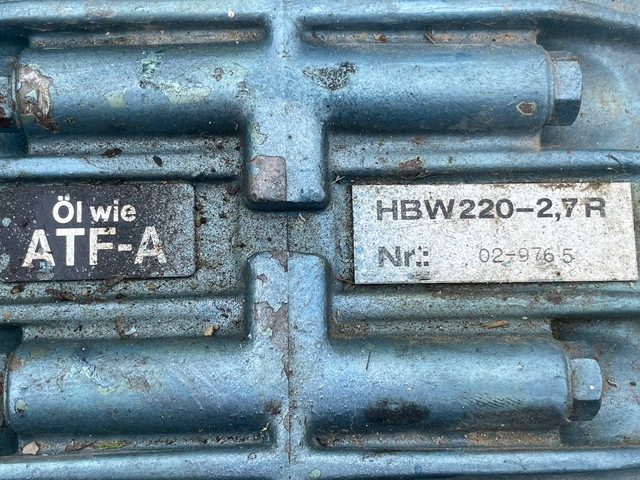 Öl wie
ATF-A
HBW220-2,7R
Nr.: 02-9765